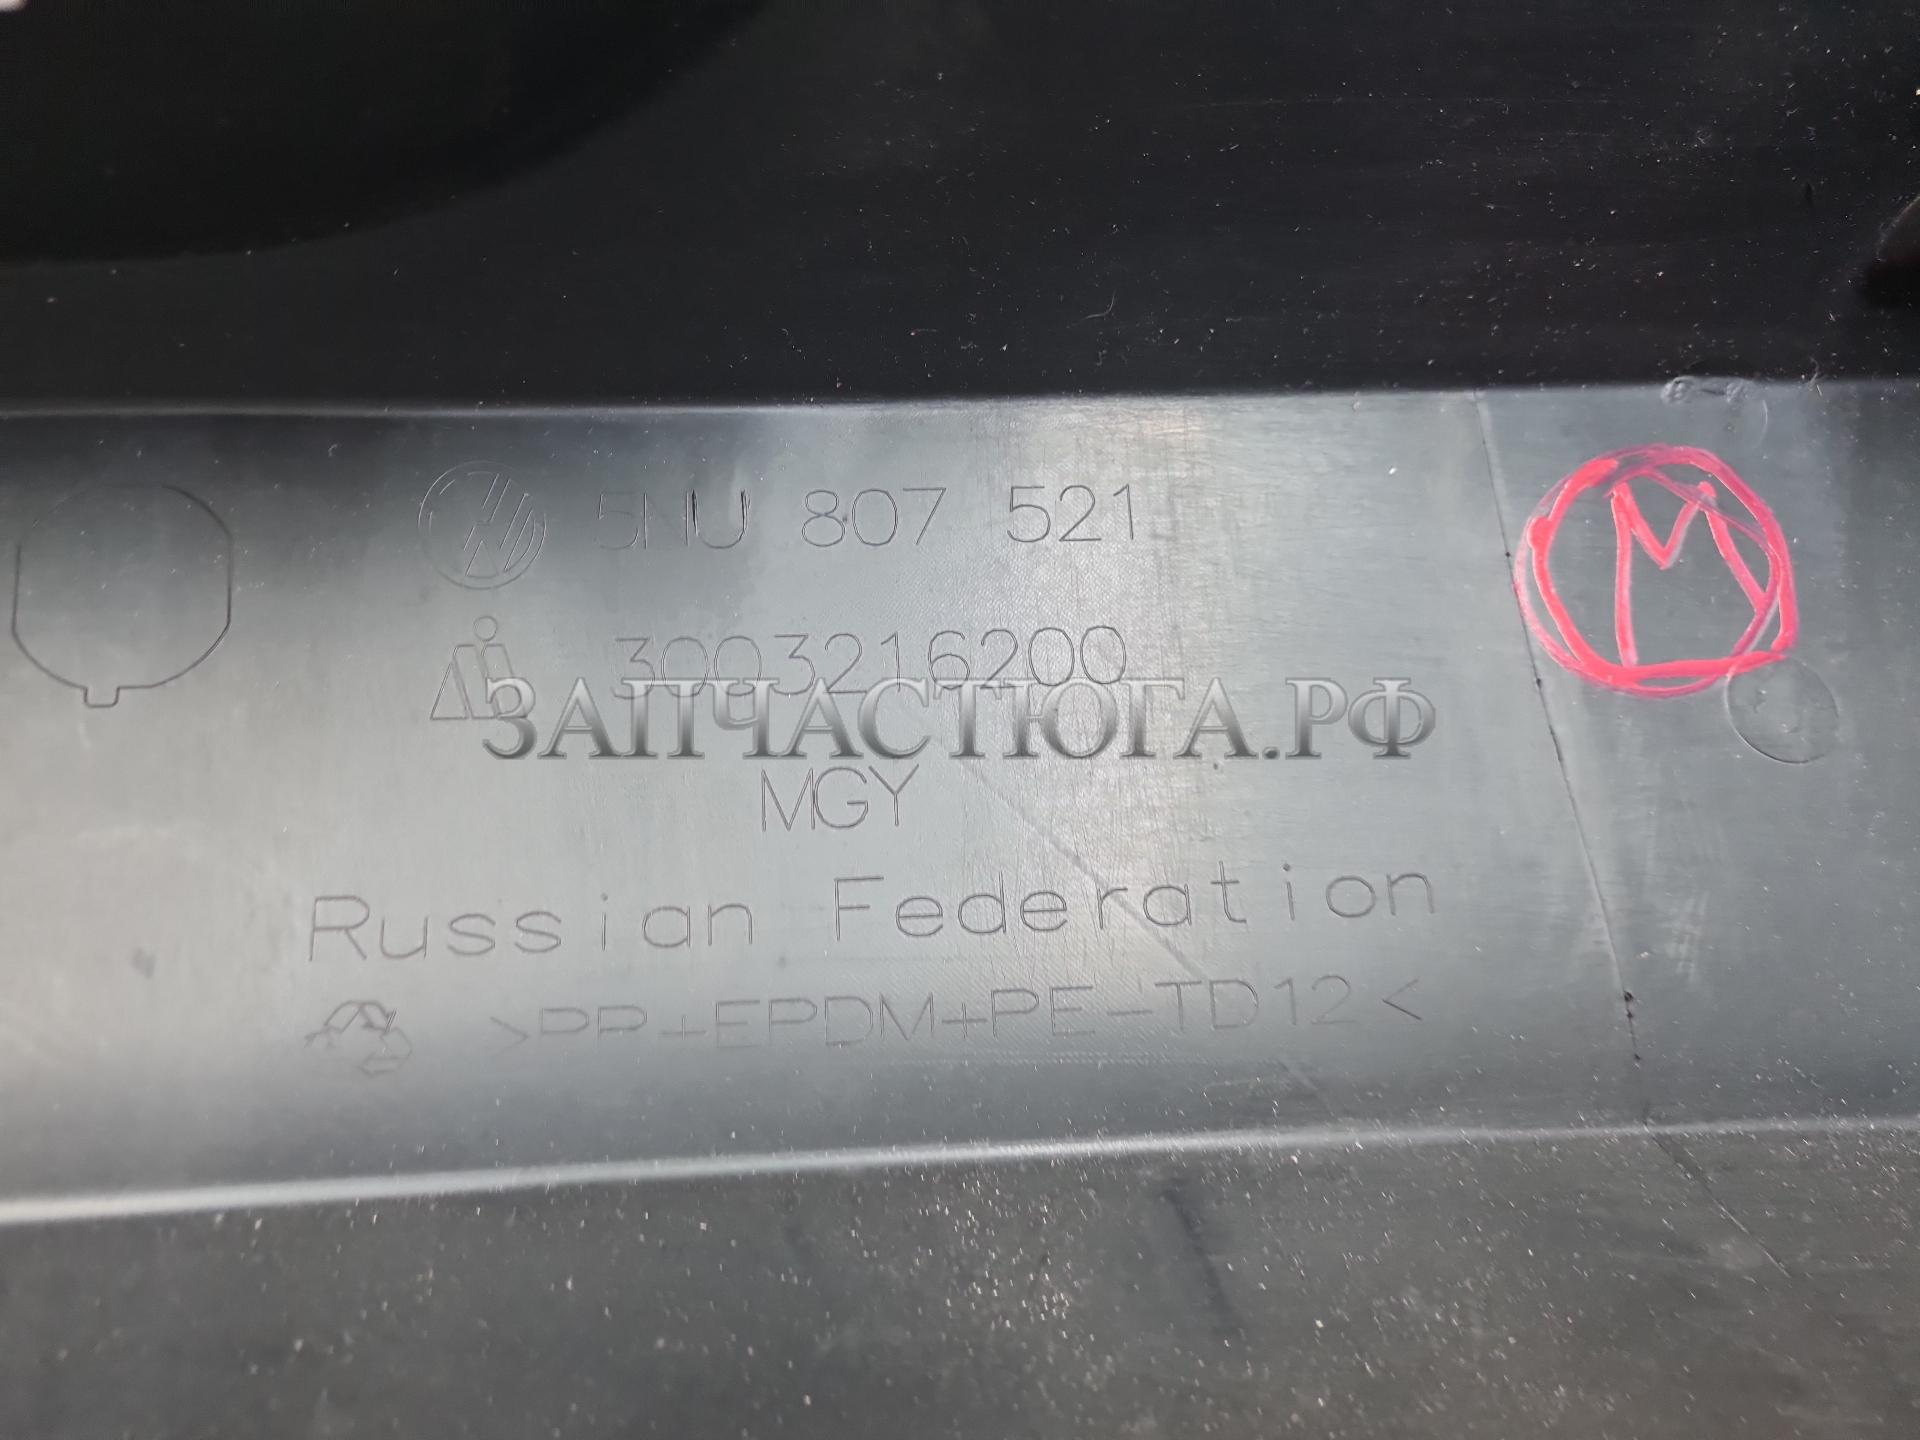 5NU 807 521
M
3003216200
ЗАПЧАСТЮГА.РФ
MGY
Russian Federation
>PP+EPDM+PE-TD12<